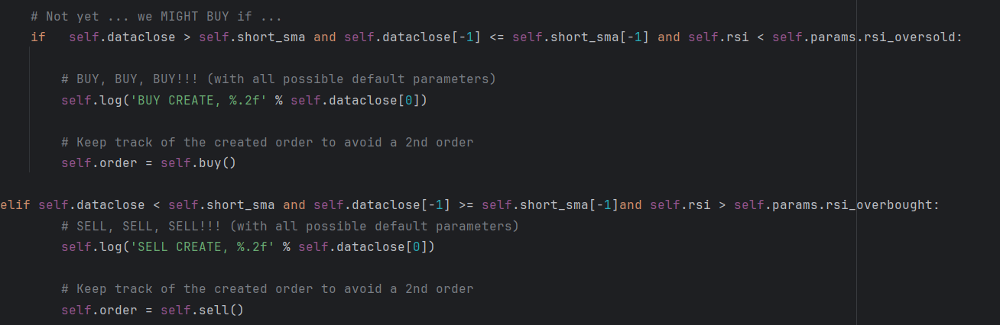 # Not yet ... we MIGHT BUY if ...
if   self.dataclose > self.short_sma and self.dataclose[-1] <= self.short_sma[-1] and self.rsi < self.params.rsi_oversold:
# BUY, BUY, BUY!!! (with all possible default parameters)
self.log('BUY CREATE, %.2f' % self.dataclose[0])
# Keep track of the created order to avoid a 2nd order
self.order = self.buy()
elif self.dataclose < self.short_sma and self.dataclose[-1] >= self.short_sma[-1]and self.rsi > self.params.rsi_overbought:
# SELL, SELL, SELL!!! (with all possible default parameters)
self.log('SELL CREATE, %.2f' % self.dataclose[0])
# Keep track of the created order to avoid a 2nd order
self.order = self.sell()